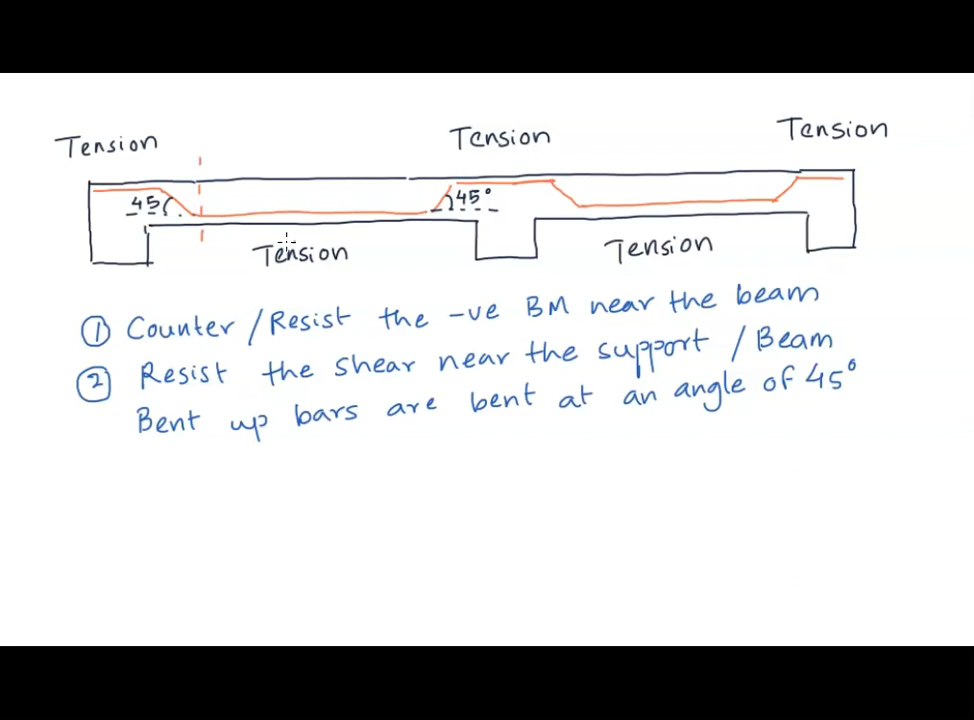 Tension Tension Tension
45 45°
Tension Tension
① Counter / Resist the -ve BM near the beam
② Resist the shear near the support / Beam
Bent up bars are bent at an angle of 45°